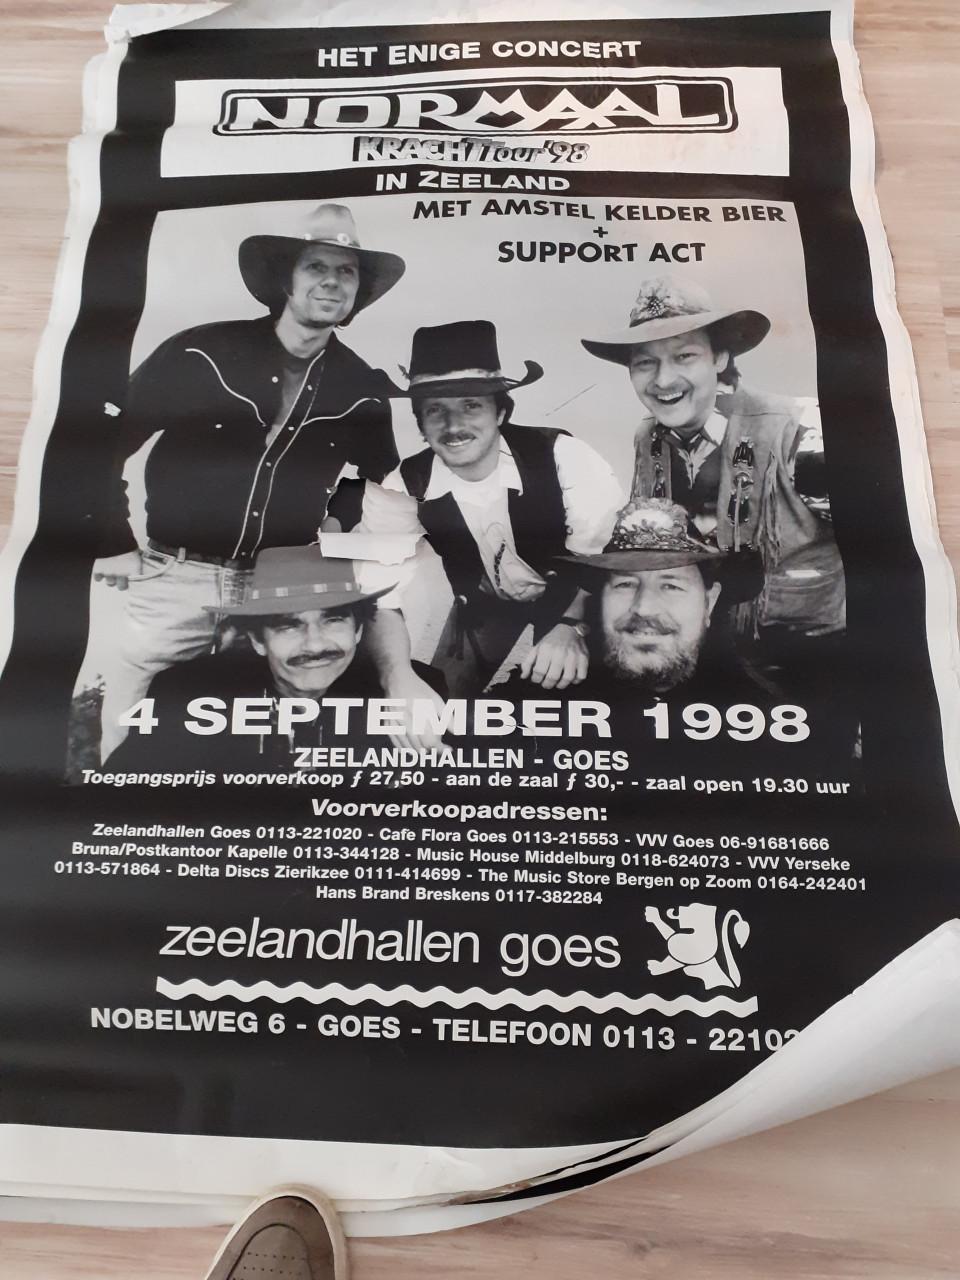 HET ENIGE CONCERT
NORMAAL
KRACHTTour'98
IN ZEELAND
MET AMSTEL KELDER BIER
+
SUPPORT ACT
4 SEPTEMBER 1998
ZEELANDHALLEN - GOES
Toegangsprijs voorverkoop ƒ 27,50 - aan de zaal ƒ 30,- - zaal open 19.30 uur
Voorverkoopadressen:
Zeelandhallen Goes 0113-221020 - Cafe Flora Goes 0113-215553 - VVV Goes 06-91681666
Bruna/Postkantoor Kapelle 0113-344128 - Music House Middelburg 0118-624073 - VVV Yerseke
0113-571864 - Delta Discs Zierikzee 0111-414699 - The Music Store Bergen op Zoom 0164-242401
Hans Brand Breskens 0117-382284
zeelandhallen goes
NOBELWEG 6 - GOES - TELEFOON 0113 - 22102